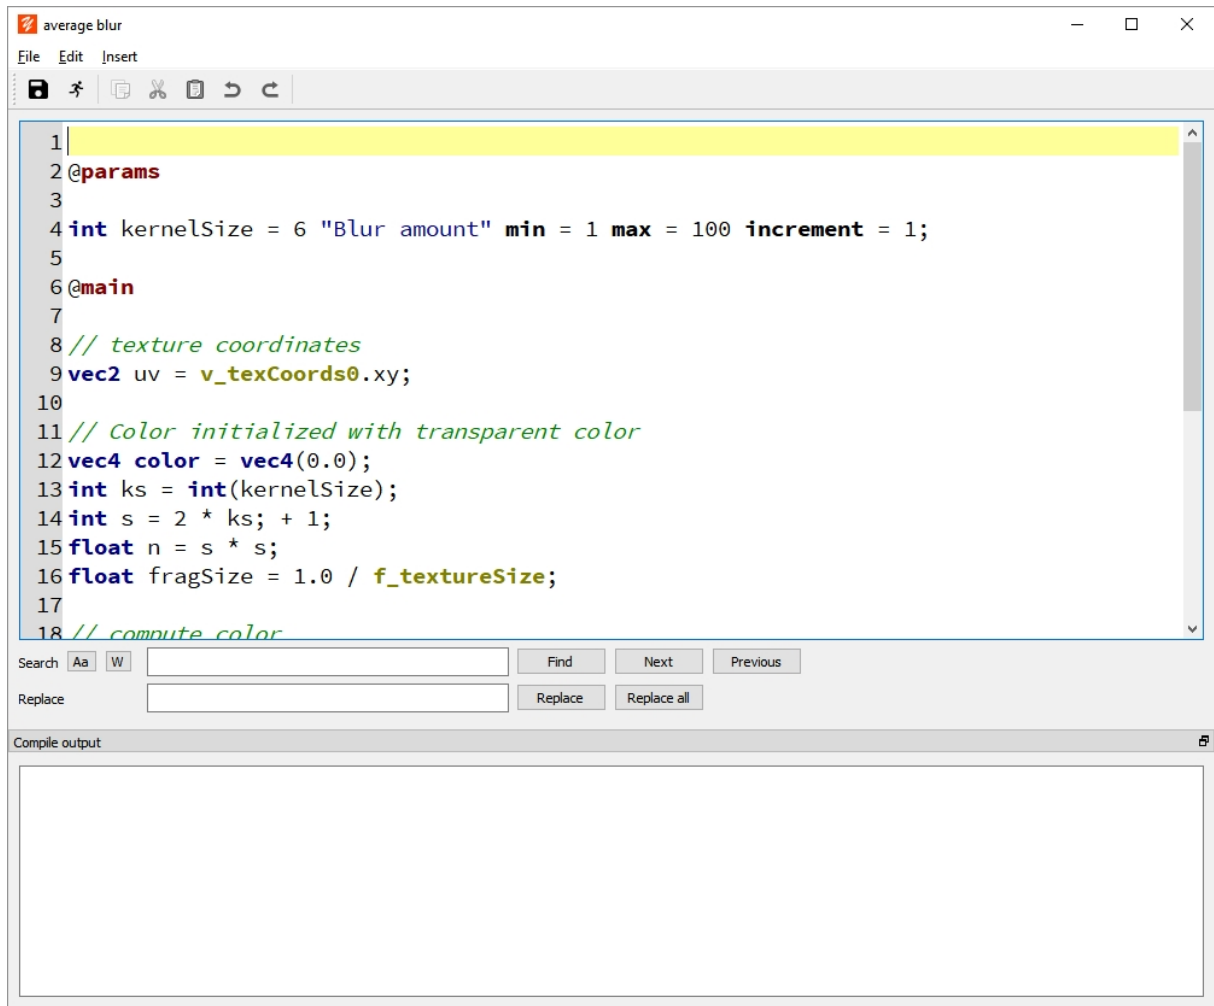 average blur
File Edit Insert
1
2 @params
3
4 int kernelSize = 6 "Blur amount" min = 1 max = 100 increment = 1;
5
6 @main
7
8 // texture coordinates
9 vec2 uv = v_texCoords0.xy;
10
11 // Color initialized with transparent color
12 vec4 color = vec4(0.0);
13 int ks = int(kernelSize);
14 int s = 2 * ks; + 1;
15 float n = s * s;
16 float fragSize = 1.0 / f_textureSize;
17
18 // compute color
Search Aa W Find Next Previous
Replace Replace Replace all
Compile output